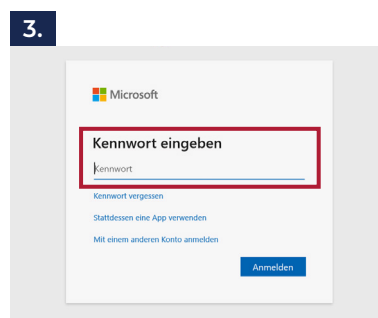 3.
Microsoft
Kennwort eingeben
Kennwort
Kennwort vergessen
Stattdessen eine App verwenden
Mit einem anderen Konto anmelden
Anmelden